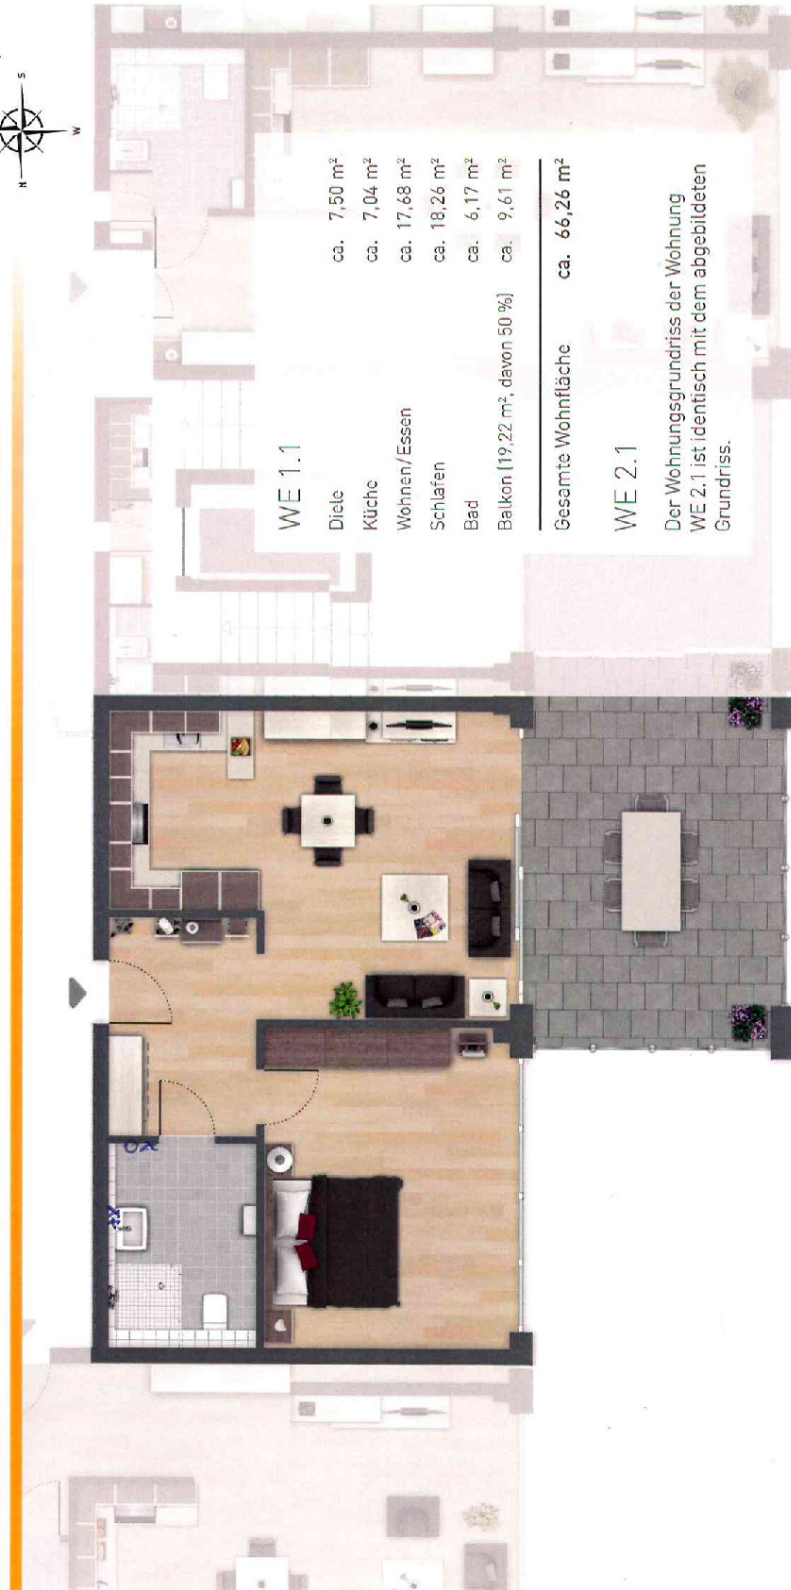 S
N
W
WE 1.1
Diele ca. 7,50 m²
Küche ca. 7,04 m²
Wohnen/Essen ca. 17,68 m²
Schlafen ca. 18,26 m²
Bad ca. 6,17 m²
Balkon (19,22 m², davon 50 %) ca. 9,61 m²
Gesamte Wohnfläche ca. 66,26 m²
WE 2.1
Der Wohnungsgrundriss der Wohnung
WE 2.1 ist identisch mit dem abgebildeten
Grundriss.